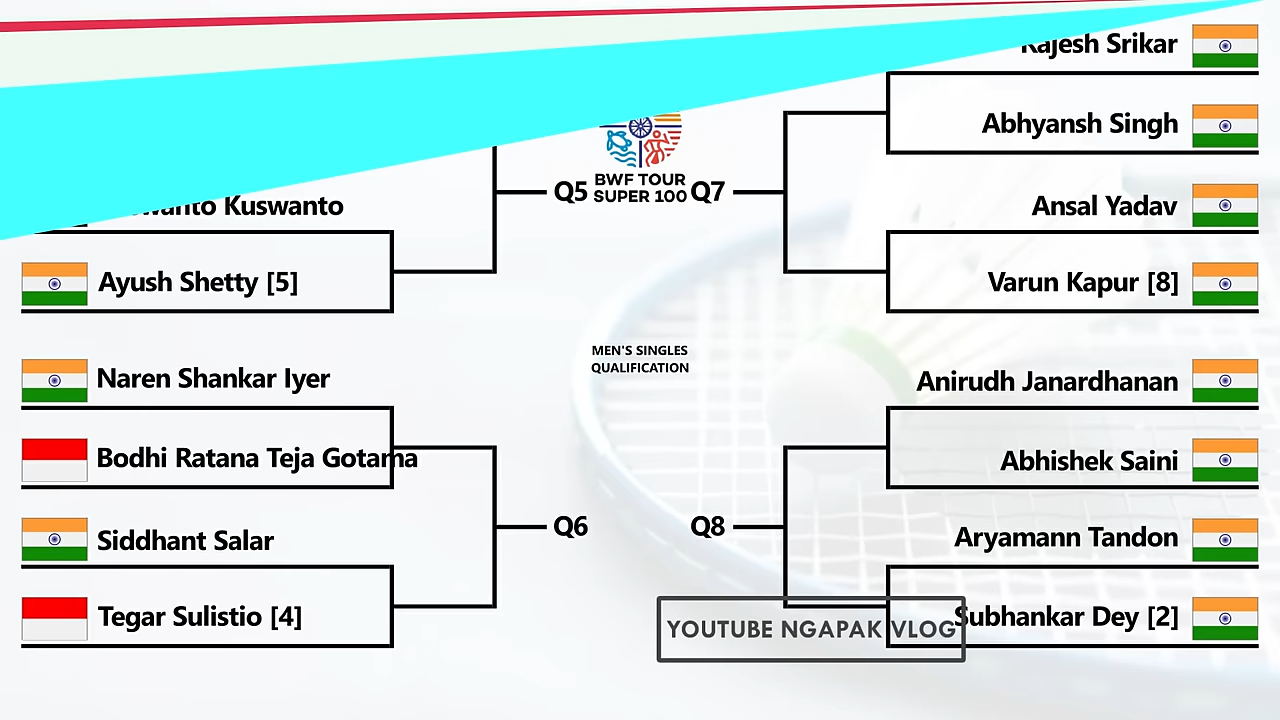 Kuswanto
Ayush Shetty [5]
Naren Shankar Iyer
Bodhi Ratana Teja Gotama
Siddhant Salar
Tegar Sulistio [4]
Q5
Q6
BWF TOUR
SUPER 100
MEN'S SINGLES
QUALIFICATION
Q7
Q8
Rajesh Srikar
Abhyansh Singh
Ansal Yadav
Varun Kapur [8]
Anirudh Janardhanan
Abhishek Saini
Aryamann Tandon
Subhankar Dey [2]
YOUTUBE NGAPAK VLOG